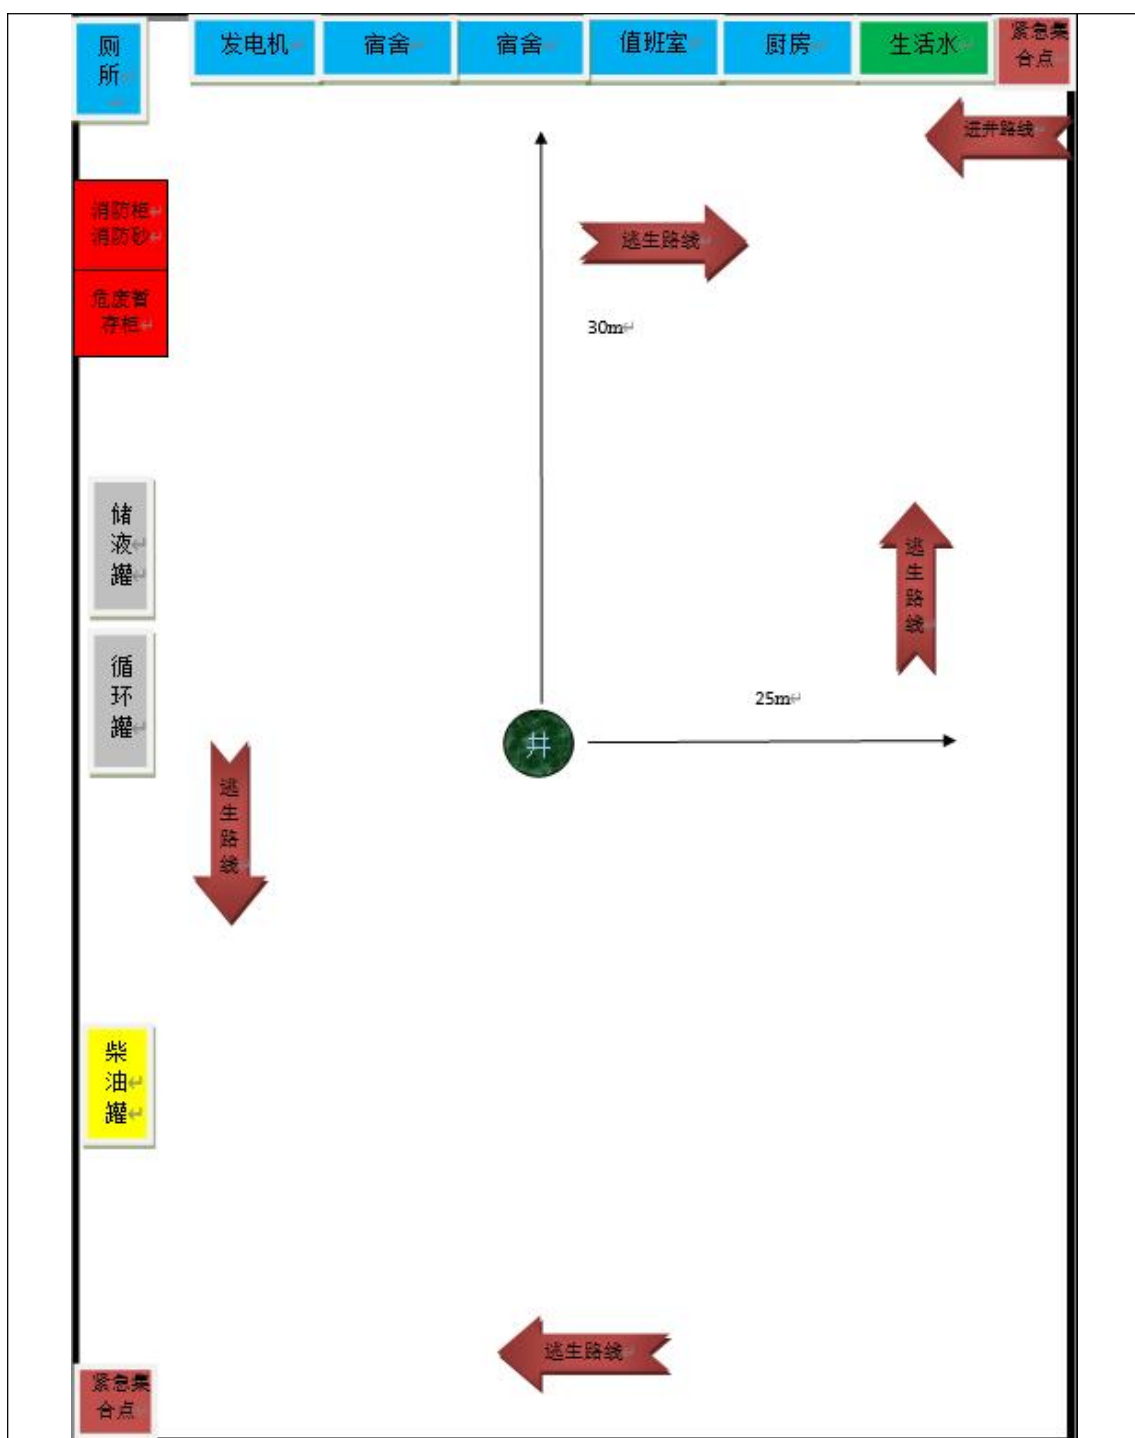 厕
所
发电机
宿舍
宿舍
值班室
厨房
生活水
紧急集
合点
进井路线
消防柜
消防砂
逃生路线
危废暂
存柜
30m
储
液
罐
逃
生
路
线
循
环
罐
25m
井
逃
生
路
线
柴
油
罐
逃生路线
紧急集
合点